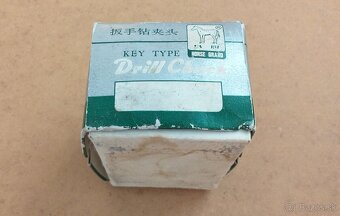 扳手钻夹头
KEY TYPE
Drill Chuck
HORSE BRAND